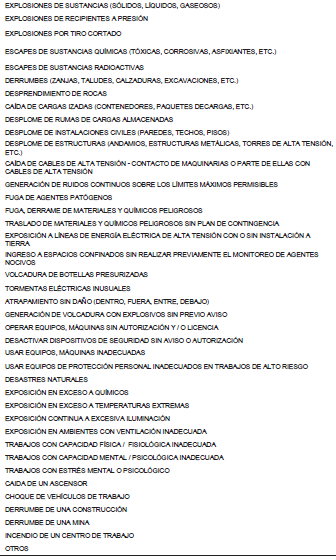 EXPLOSIONES DE SUSTANCIAS (SÓLIDOS, LÍQUIDOS, GASEOSOS)
EXPLOSIONES DE RECIPIENTES A PRESIÓN
EXPLOSIONES POR TIRO CORTADO
ESCAPES DE SUSTANCIAS QUÍMICAS (TÓXICAS, CORROSIVAS, ASFIXIANTES, ETC.)
ESCAPES DE SUSTANCIAS RADIOACTIVAS
DERRUMBES (ZANJAS, TALUDES, CALZADURAS, EXCAVACIONES, ETC.)
DESPRENDIMIENTO DE ROCAS
CAÍDA DE CARGAS IZADAS (CONTENEDORES, PAQUETES DECARGAS, ETC.)
DESPLOME DE RUMAS DE CARGAS ALMACENADAS
DESPLOME DE INSTALACIONES CIVILES (PAREDES, TECHOS, PISOS)
DESPLOME DE ESTRUCTURAS (ANDAMIOS, ESTRUCTURAS METÁLICAS, TORRES DE ALTA TENSIÓN,
ETC.)
CAÍDA DE CABLES DE ALTA TENSIÓN - CONTACTO DE MAQUINARIAS O PARTE DE ELLAS CON
CABLES DE ALTA TENSIÓN
GENERACIÓN DE RUIDOS CONTINUOS SOBRE LOS LÍMITES MÁXIMOS PERMISIBLES
FUGA DE AGENTES PATÓGENOS
FUGA, DERRAME DE MATERIALES Y QUÍMICOS PELIGROSOS
TRASLADO DE MATERIALES Y QUÍMICOS PELIGROSOS SIN PLAN DE CONTINGENCIA
EXPOSICIÓN A LÍNEAS DE ENERGÍA ELÉCTRICA DE ALTA TENSIÓN CON O SIN INSTALACIÓN A
TIERRA
INGRESO A ESPACIOS CONFINADOS SIN REALIZAR PREVIAMENTE EL MONITOREO DE AGENTES
NOCIVOS
VOLCADURA DE BOTELLAS PRESURIZADAS
TORMENTAS ELÉCTRICAS INUSUALES
ATRAPAMIENTO SIN DAÑO (DENTRO, FUERA, ENTRE, DEBAJO)
GENERACIÓN DE VOLCADURA CON EXPLOSIVOS SIN PREVIO AVISO
OPERAR EQUIPOS, MÁQUINAS SIN AUTORIZACIÓN Y / O LICENCIA
DESACTIVAR DISPOSITIVOS DE SEGURIDAD SIN AVISO O AUTORIZACIÓN
USAR EQUIPOS, MÁQUINAS INADECUADAS
USAR EQUIPOS DE PROTECCIÓN PERSONAL INADECUADOS EN TRABAJOS DE ALTO RIESGO
DESASTRES NATURALES
EXPOSICIÓN EN EXCESO A QUÍMICOS
EXPOSICIÓN EN EXCESO A TEMPERATURAS EXTREMAS
EXPOSICIÓN CONTINUA A EXCESIVA ILUMINACIÓN
EXPOSICIÓN EN AMBIENTES CON VENTILACIÓN INADECUADA
TRABAJOS CON CAPACIDAD FÍSICA / FISIOLÓGICA INADECUADA
TRABAJOS CON CAPACIDAD MENTAL / PSICOLÓGICA INADECUADA
TRABAJOS CON ESTRÉS MENTAL O PSICOLÓGICO
CAIDA DE UN ASCENSOR
CHOQUE DE VEHÍCULOS DE TRABAJO
DERRUMBE DE UNA CONSTRUCCIÓN
DERRUMBE DE UNA MINA
INCENDIO DE UN CENTRO DE TRABAJO
OTROS